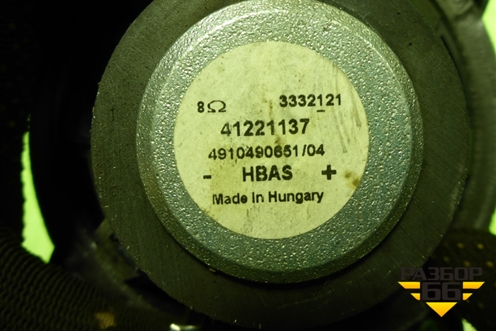 8Ω 3332121
41221137
4910490651/04
- HBAS +
Made In Hungary
РАЗБОР
66